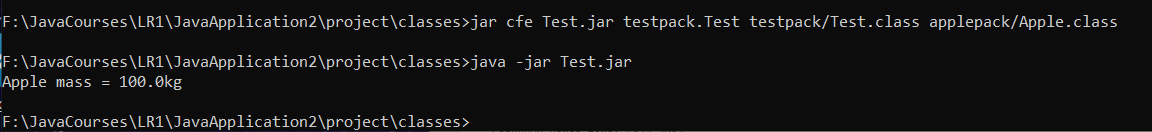 F:\JavaCourses\LR1\JavaApplication2\project\classes>jar cfe Test.jar testpack.Test testpack/Test.class applepack/Apple.class
F:\JavaCourses\LR1\JavaApplication2\project\classes>java -jar Test.jar
Apple mass = 100.0kg
F:\JavaCourses\LR1\JavaApplication2\project\classes>